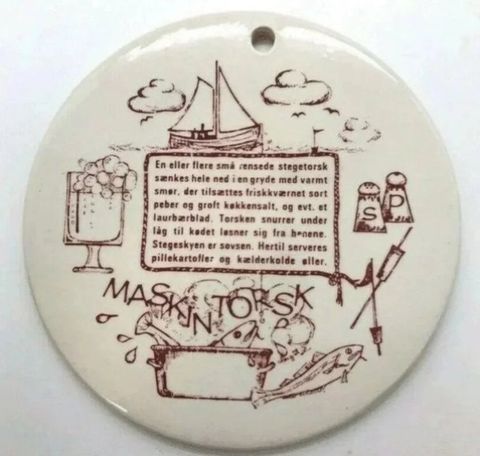 En eller flere små rensede stegetorsk
sænkes hele ned i en gryde med varmt
smør, der tilsættes friskkværnet sort
peber og groft køkkensalt, og evt. et
laurbærblad. Torsken snurrer under
låg til kødet løsner sig fra benene.
Stegeskyen er sovsen. Hertil serveres
pillekartofler og kælderkolde øller.
S P
MASKINTORSK